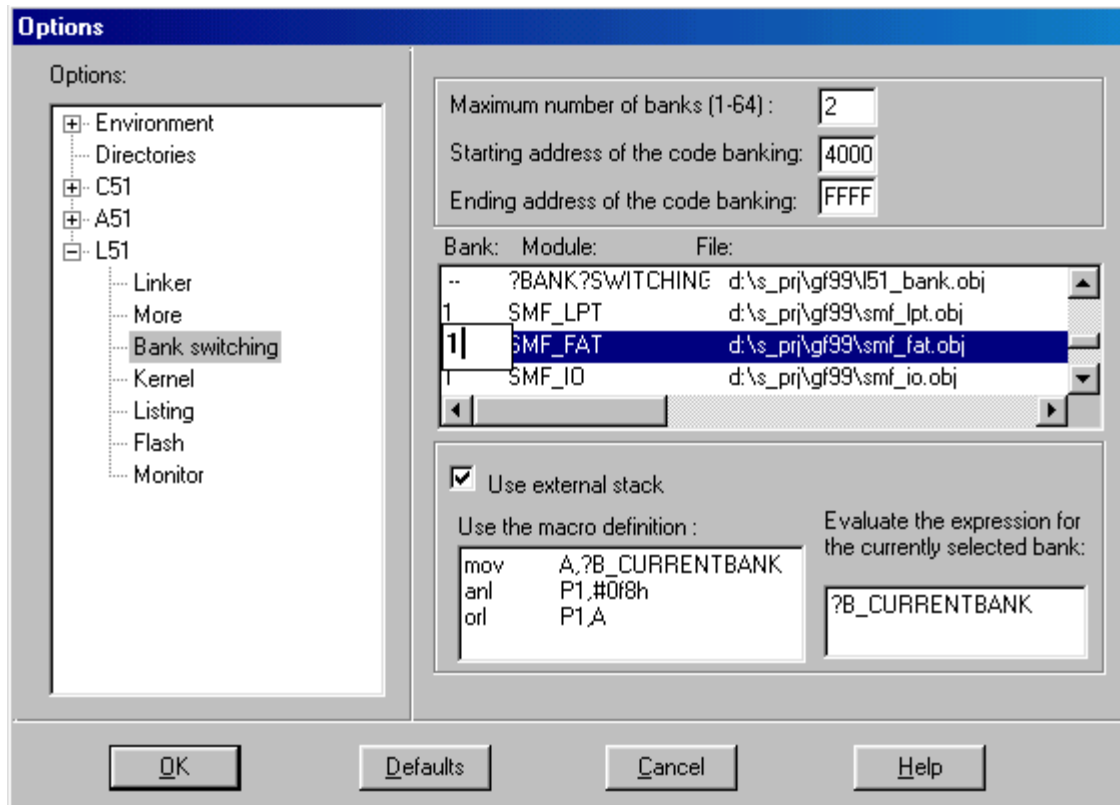 Options
Options:
Environment
Directories
C51
A51
L51
Linker
More
Bank switching
Kernel
Listing
Flash
Monitor
Maximum number of banks (1-64) : 2
Starting address of the code banking: 4000
Ending address of the code banking: FFFF
Bank: Module: File:
-- ?BANK?SWITCHING d:\s_prj\gf99\l51_bank.obj
1 SMF_LPT d:\s_prj\gf99\smf_lpt.obj
1 SMF_FAT d:\s_prj\gf99\smf_fat.obj
1 SMF_IO d:\s_prj\gf99\smf_io.obj
Use external stack
Use the macro definition :
mov A,?B_CURRENTBANK
anl P1,#0f8h
orl P1,A
Evaluate the expression for
the currently selected bank:
?B_CURRENTBANK
OK Defaults Cancel Help